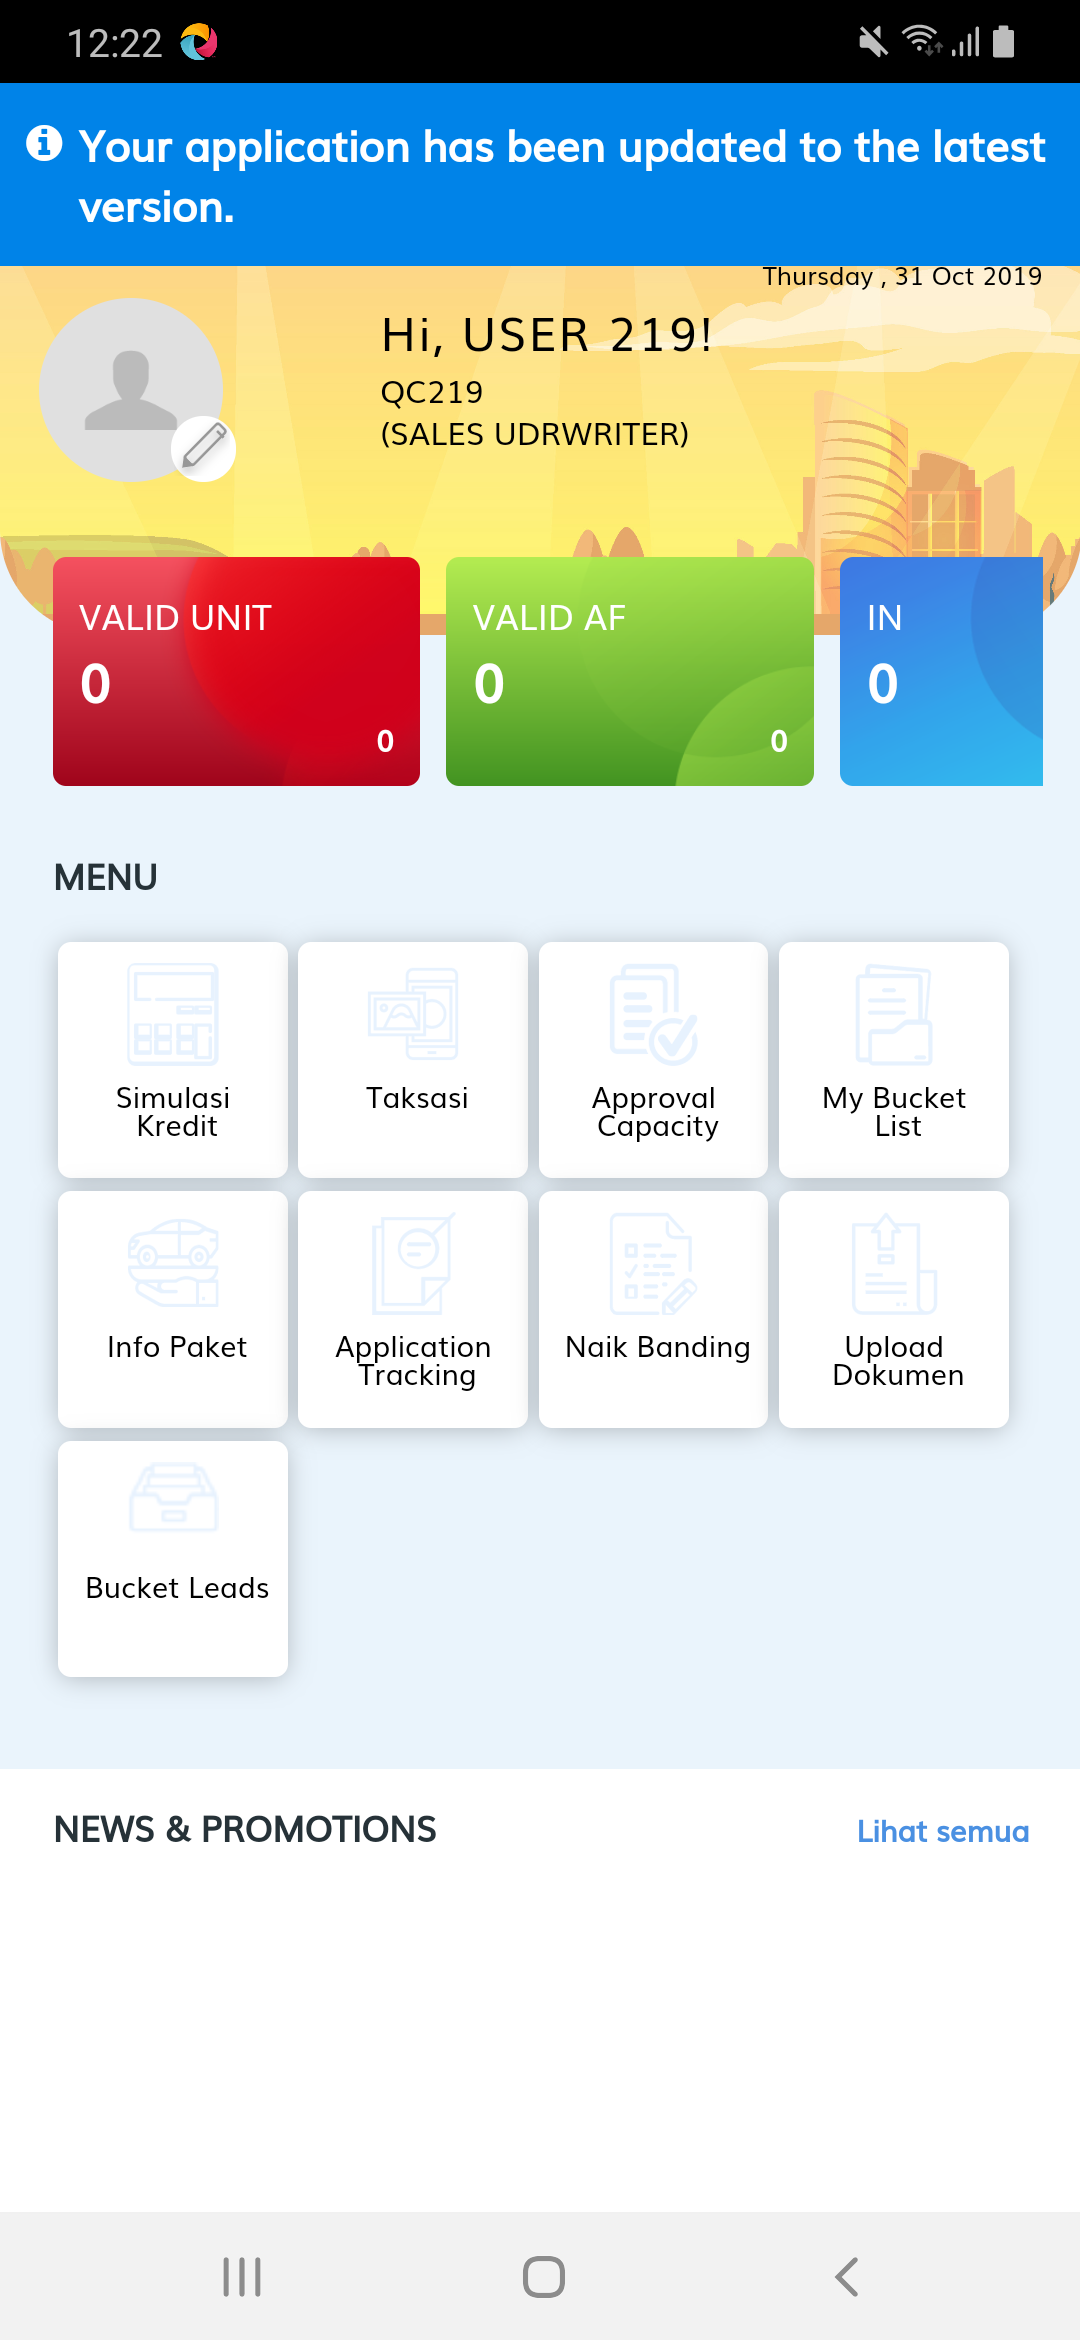 12:22
Your application has been updated to the latest
version.
Thursday , 31 Oct 2019
Hi, USER 219!
QC219
(SALES UDRWRITER)
VALID UNIT
0
0
VALID AF
0
0
IN
0
MENU
Simulasi
Kredit
Taksasi
Approval
Capacity
My Bucket
List
Info Paket
Application
Tracking
Naik Banding
Upload
Dokumen
Bucket Leads
NEWS & PROMOTIONS
Lihat semua